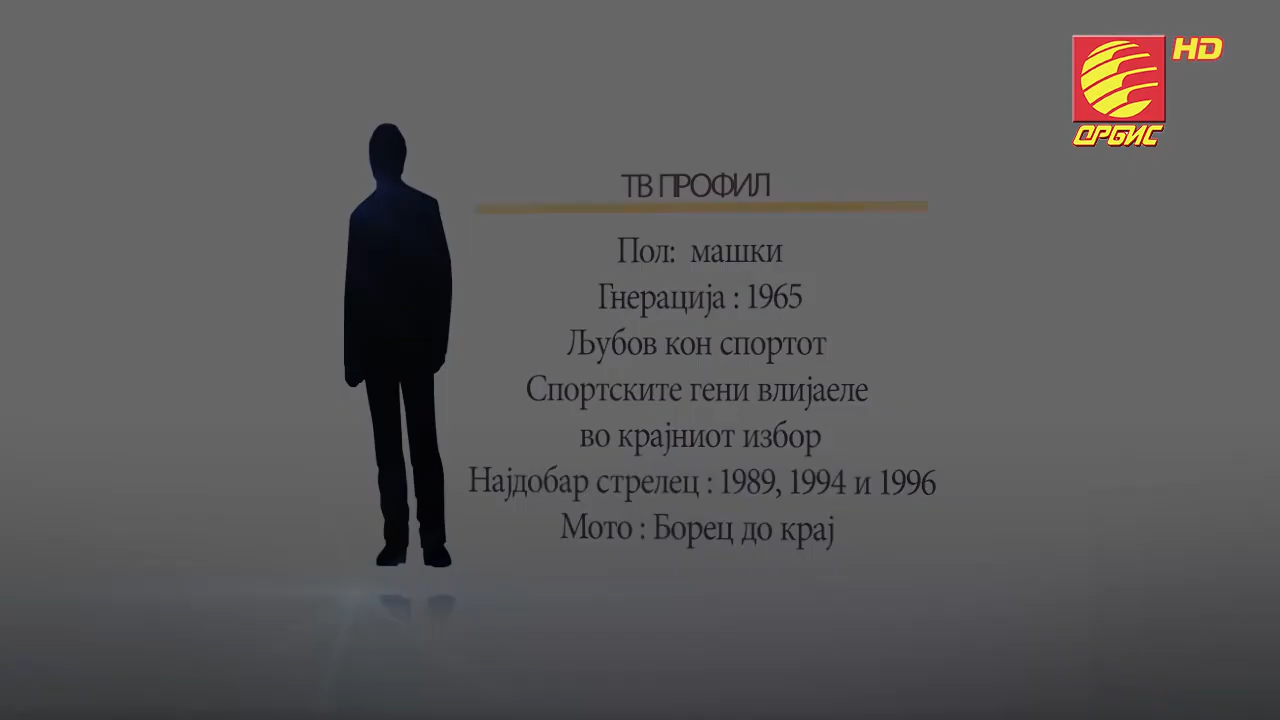 HD
ОРБИС
ТВ ПРОФИЛ
Пол: машки
Гнерација : 1965
Љубов кон спортот
Спортските гени влијаеле
во крајниот избор
Најдобар стрелец : 1989, 1994 и 1996
Мото : Борец до крај